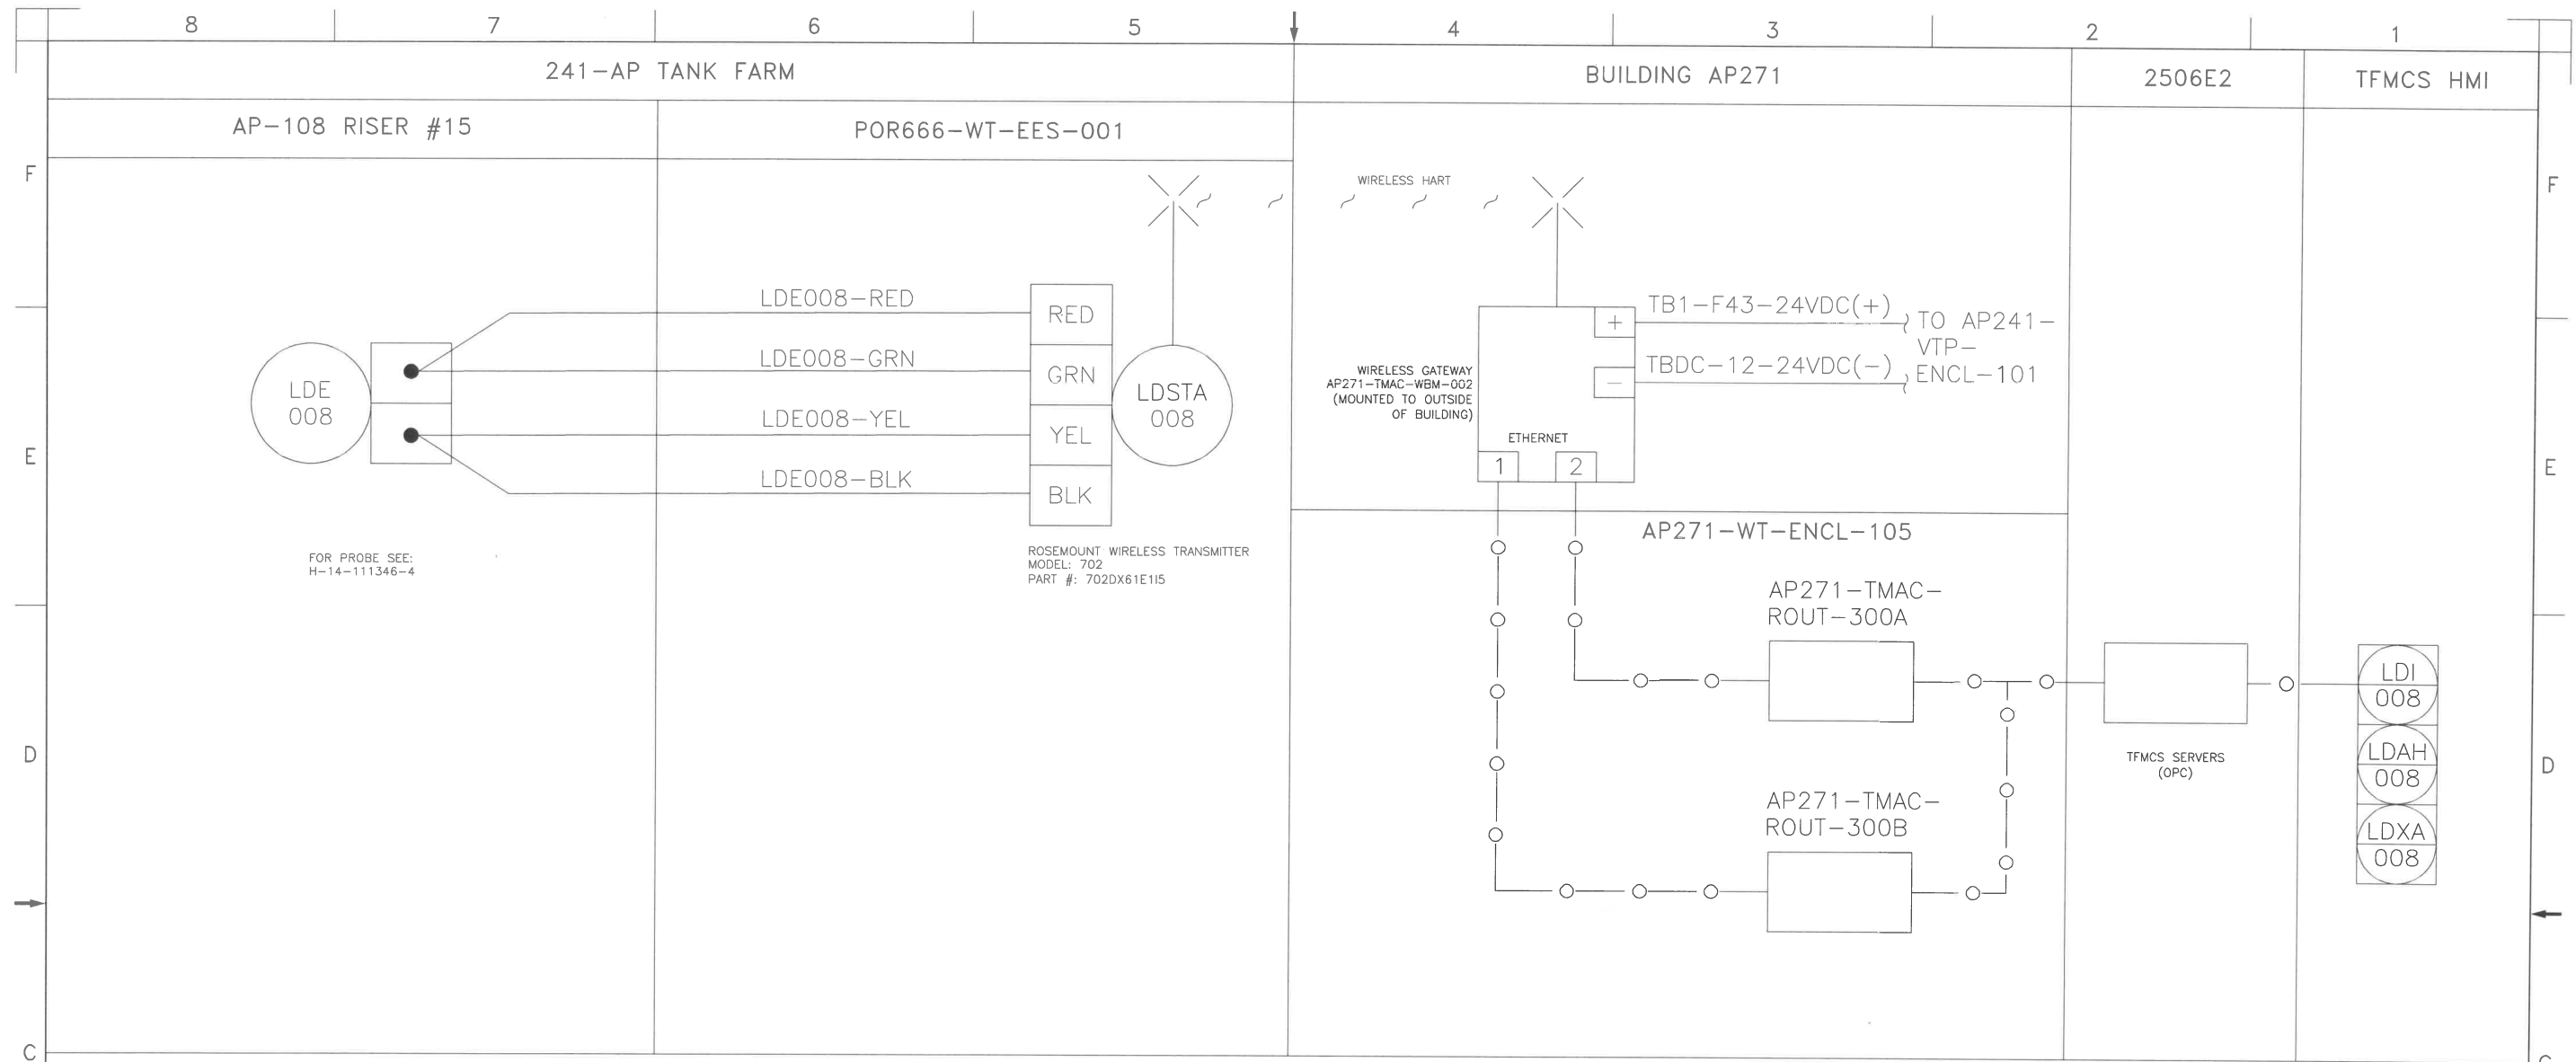 8 7 6 5 4 3 2 1
241-AP TANK FARM
BUILDING AP271
2506E2
TFMCS HMI
AP-108 RISER #15
POR666-WT-EES-001
F
F
WIRELESS HART
LDE008-RED
RED
LDE008-GRN
GRN
LDE
008
LDE008-YEL
YEL
LDSTA
008
LDE008-BLK
BLK
TB1-F43-24VDC(+)
+
TO AP241-
VTP-
ENCL-101
TBDC-12-24VDC(-)
-
WIRELESS GATEWAY
AP271-TMAC-WBM-002
(MOUNTED TO OUTSIDE
OF BUILDING)
ETHERNET
1 2
E
E
FOR PROBE SEE:
H-14-111346-4
ROSEMOUNT WIRELESS TRANSMITTER
MODEL: 702
PART #: 702DX61E1I5
AP271-WT-ENCL-105
AP271-TMAC-
ROUT-300A
AP271-TMAC-
ROUT-300B
TFMCS SERVERS
(OPC)
LDI
008
LDAH
008
LDXA
008
D
D
C